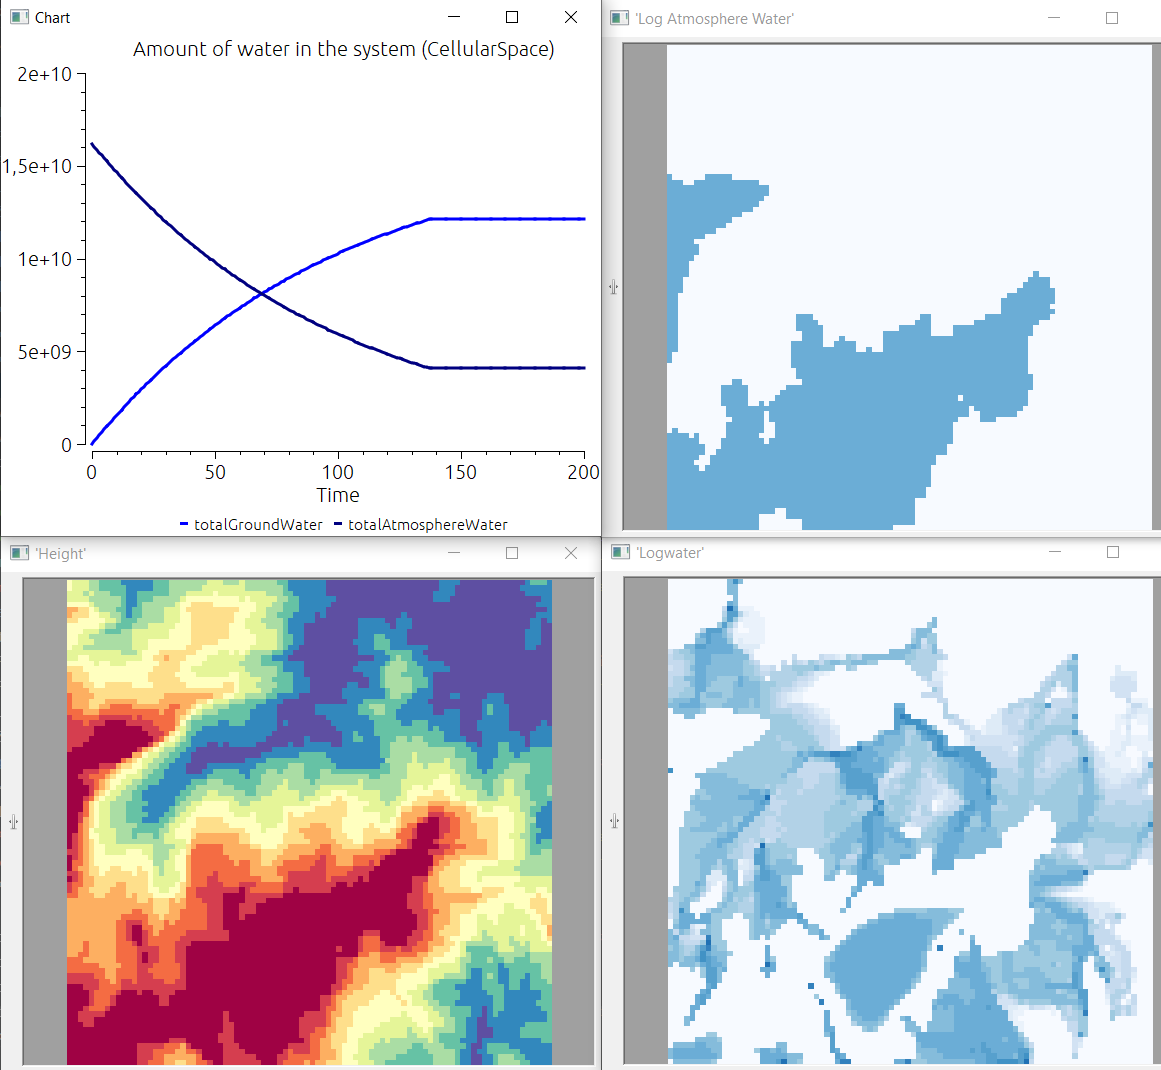 Chart
Amount of water in the system (CellularSpace)
2e+10
1,5e+10
1e+10
5e+09
0
0 50 100 150 200
Time
totalGroundWater totalAtmosphereWater
'Log Atmosphere Water'
'Height'
'Logwater'